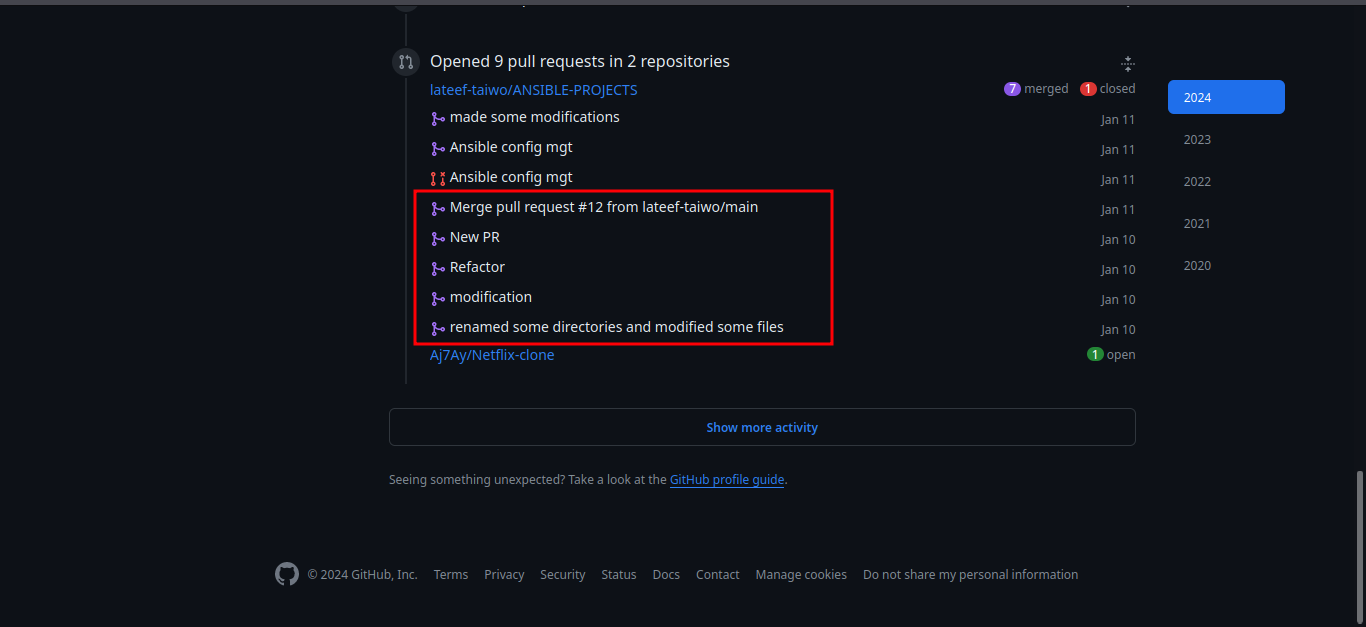 Opened 9 pull requests in 2 repositories
lateef-taiwo/ANSIBLE-PROJECTS 7 merged 1 closed
made some modifications Jan 11
Ansible config mgt Jan 11
Ansible config mgt Jan 11
Merge pull request #12 from lateef-taiwo/main Jan 11
New PR Jan 10
Refactor Jan 10
modification Jan 10
renamed some directories and modified some files Jan 10
Aj7Ay/Netflix-clone 1 open
2024
2023
2022
2021
2020
Show more activity
Seeing something unexpected? Take a look at the GitHub profile guide.
© 2024 GitHub, Inc. Terms Privacy Security Status Docs Contact Manage cookies Do not share my personal information